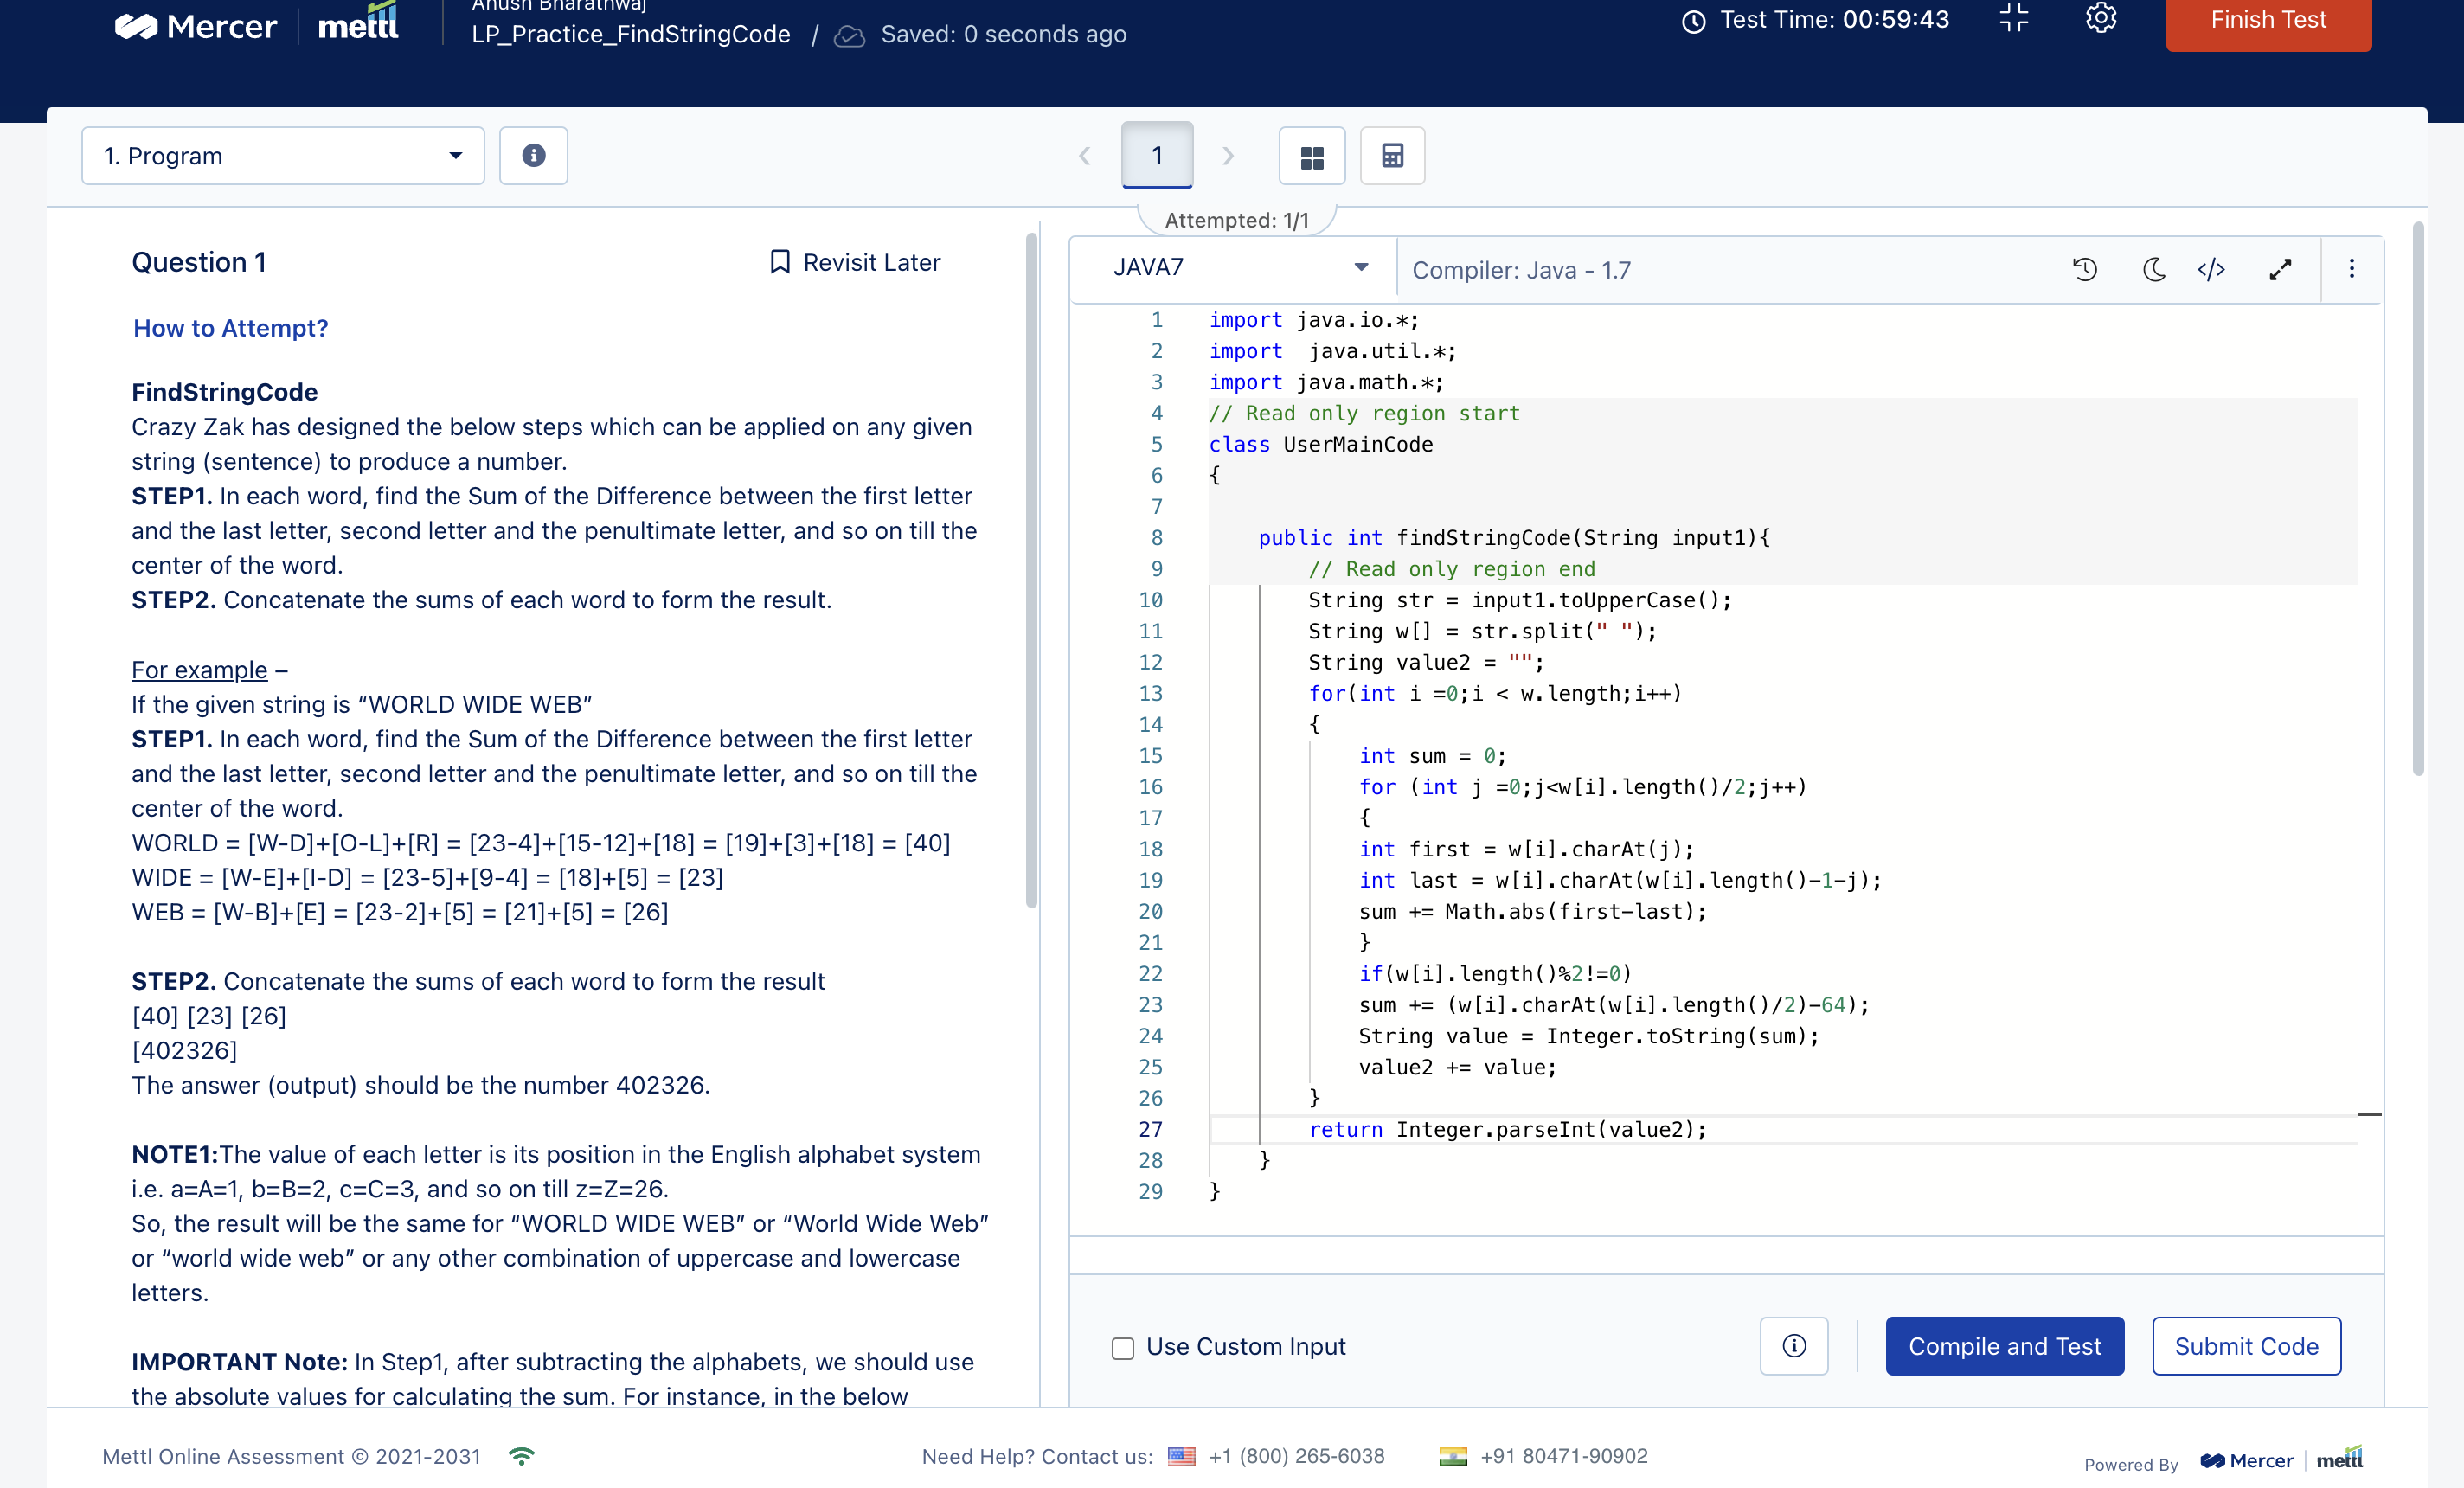 Mercer
mettl
Anush Bharathwaj
LP_Practice_FindStringCode / Saved: 0 seconds ago
Test Time: 00:59:43
Finish Test
1. Program
1
Attempted: 1/1
Question 1
Revisit Later
How to Attempt?
FindStringCode
Crazy Zak has designed the below steps which can be applied on any given
string (sentence) to produce a number.
STEP1. In each word, find the Sum of the Difference between the first letter
and the last letter, second letter and the penultimate letter, and so on till the
center of the word.
STEP2. Concatenate the sums of each word to form the result.
For example –
If the given string is “WORLD WIDE WEB”
STEP1. In each word, find the Sum of the Difference between the first letter
and the last letter, second letter and the penultimate letter, and so on till the
center of the word.
WORLD = [W-D]+[O-L]+[R] = [23-4]+[15-12]+[18] = [19]+[3]+[18] = [40]
WIDE = [W-E]+[I-D] = [23-5]+[9-4] = [18]+[5] = [23]
WEB = [W-B]+[E] = [23-2]+[5] = [21]+[5] = [26]
STEP2. Concatenate the sums of each word to form the result
[40] [23] [26]
[402326]
The answer (output) should be the number 402326.
NOTE1:The value of each letter is its position in the English alphabet system
i.e. a=A=1, b=B=2, c=C=3, and so on till z=Z=26.
So, the result will be the same for “WORLD WIDE WEB” or “World Wide Web”
or “world wide web” or any other combination of uppercase and lowercase
letters.
IMPORTANT Note: In Step1, after subtracting the alphabets, we should use
the absolute values for calculating the sum. For instance, in the below
JAVA7
Compiler: Java - 1.7
1 import java.io.*;
2 import  java.util.*;
3 import java.math.*;
4 // Read only region start
5 class UserMainCode
6 {
7
8     public int findStringCode(String input1){
9         // Read only region end
10         String str = input1.toUpperCase();
11         String w[] = str.split(" ");
12         String value2 = "";
13         for(int i =0;i < w.length;i++)
14         {
15             int sum = 0;
16             for (int j =0;j<w[i].length()/2;j++)
17             {
18             int first = w[i].charAt(j);
19             int last = w[i].charAt(w[i].length()-1-j);
20             sum += Math.abs(first-last);
21             }
22             if(w[i].length()%2!=0)
23             sum += (w[i].charAt(w[i].length()/2)-64);
24             String value = Integer.toString(sum);
25             value2 += value;
26         }
27         return Integer.parseInt(value2);
28     }
29 }
Use Custom Input
Compile and Test
Submit Code
Mettl Online Assessment © 2021-2031
Need Help? Contact us: +1 (800) 265-6038
+91 80471-90902
Powered By Mercer mettl